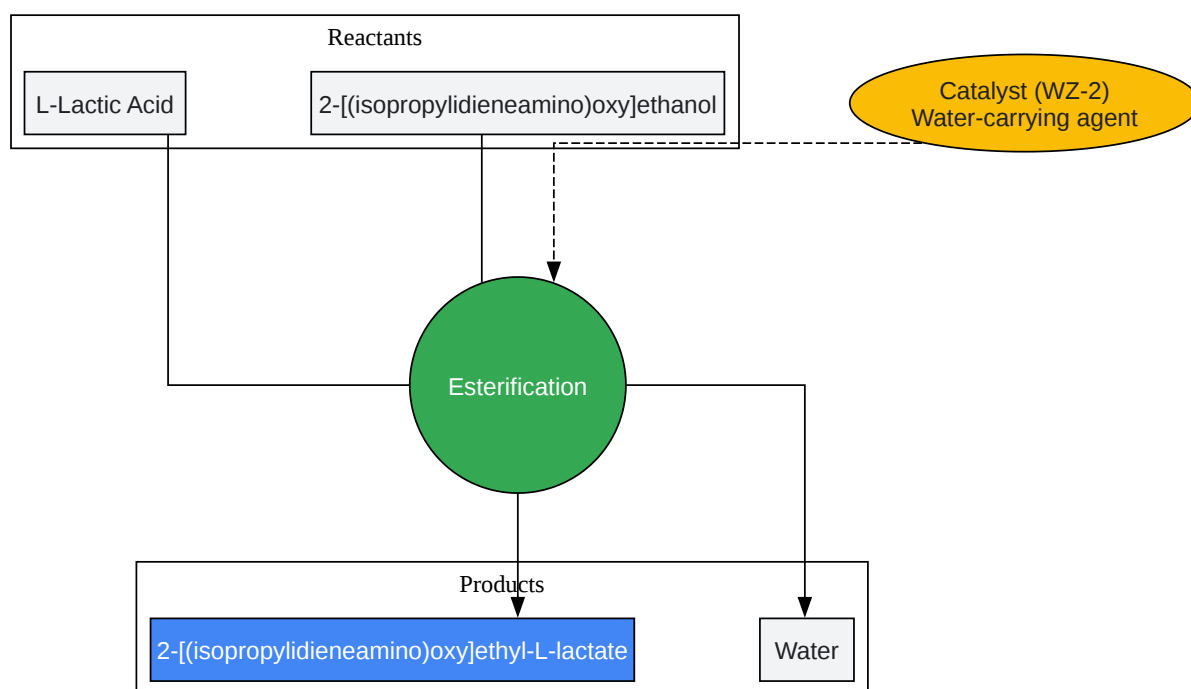 Reactants
L-Lactic Acid
2-[(isopropylidieneamino)oxy]ethanol
Catalyst (WZ-2)
Water-carrying agent
Esterification
Products
2-[(isopropylidieneamino)oxy]ethyl-L-lactate
Water